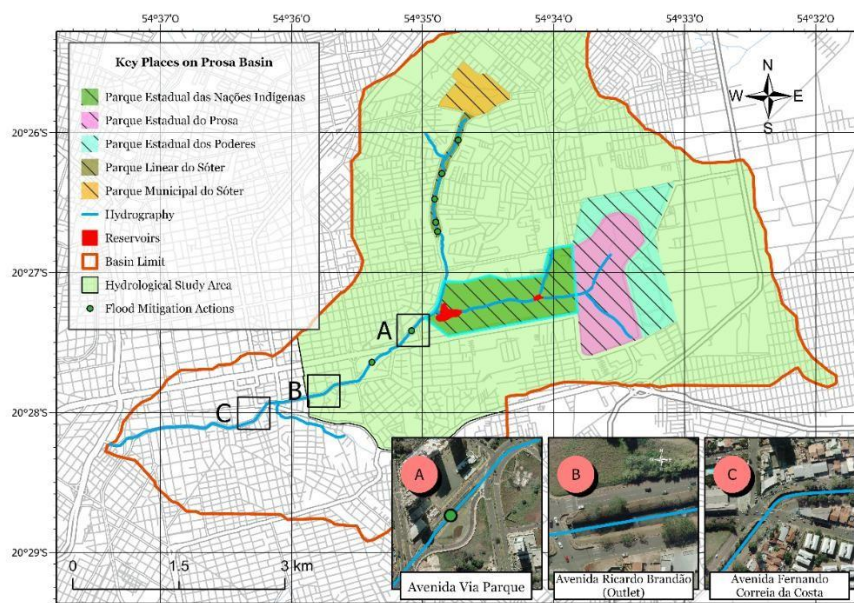 54°37'S 54°36'S 54°35'S 54°34'S 54°33'S 54°32'S
Key Places on Prosa Basin
Parque Estadual das Nações Indígenas
Parque Estadual do Prosa
Parque Estadual dos Poderes
Parque Linear do Sóter
Parque Municipal do Sóter
Hydrography
Reservoirs
Basin Limit
Hydrological Study Area
Flood Mitigation Actions
N
W E
S
20°26'S
20°27'S
20°28'S
20°29'S
A
B
C
0 1.5 3 km
A
Avenida Via Parque
B
Avenida Ricardo Brandão
(Outlet)
C
Avenida Fernando
Correia da Costa